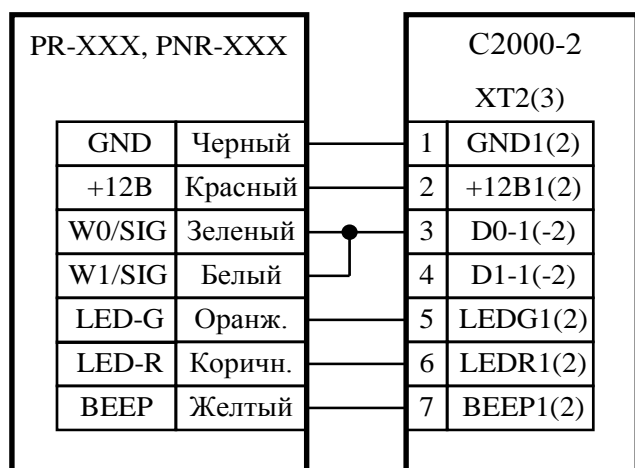 PR-XXX, PNR-XXX C2000-2
XT2(3)
GND Черный 1 GND1(2)
+12В Красный 2 +12В1(2)
W0/SIG Зеленый 3 D0-1(-2)
W1/SIG Белый 4 D1-1(-2)
LED-G Оранж. 5 LEDG1(2)
LED-R Коричн. 6 LEDR1(2)
BEEP Желтый 7 BEEP1(2)